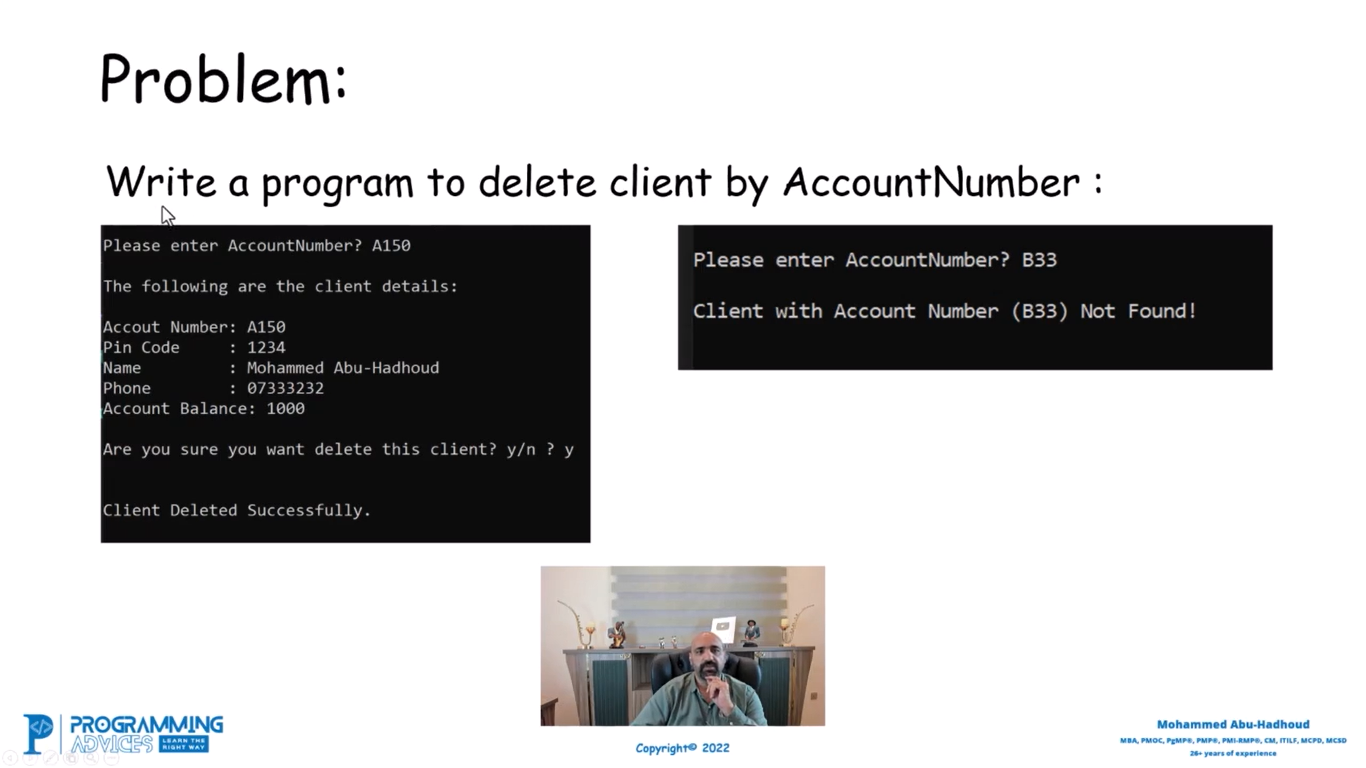 Problem:
Write a program to delete client by AccountNumber :
Please enter AccountNumber? A150
The following are the client details:
Accout Number: A150
Pin Code : 1234
Name : Mohammed Abu-Hadhoud
Phone : 07333232
Account Balance: 1000
Are you sure you want delete this client? y/n ? y
Client Deleted Successfully.
Please enter AccountNumber? B33
Client with Account Number (B33) Not Found!
PROGRAMMING
ADVICES
LEARN THE
RIGHT WAY
Copyright© 2022
Mohammed Abu-Hadhoud
MBA, PMOC, PgMP®, PMP®, PMI-RMP®, CM, ITILF, MCPD, MCSD
26+ years of experience